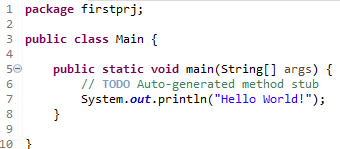 1 package firstprj;
2
3 public class Main {
4
5 public static void main(String[] args) {
6 // TODO Auto-generated method stub
7 System.out.println("Hello World!");
8 }
9
10 }